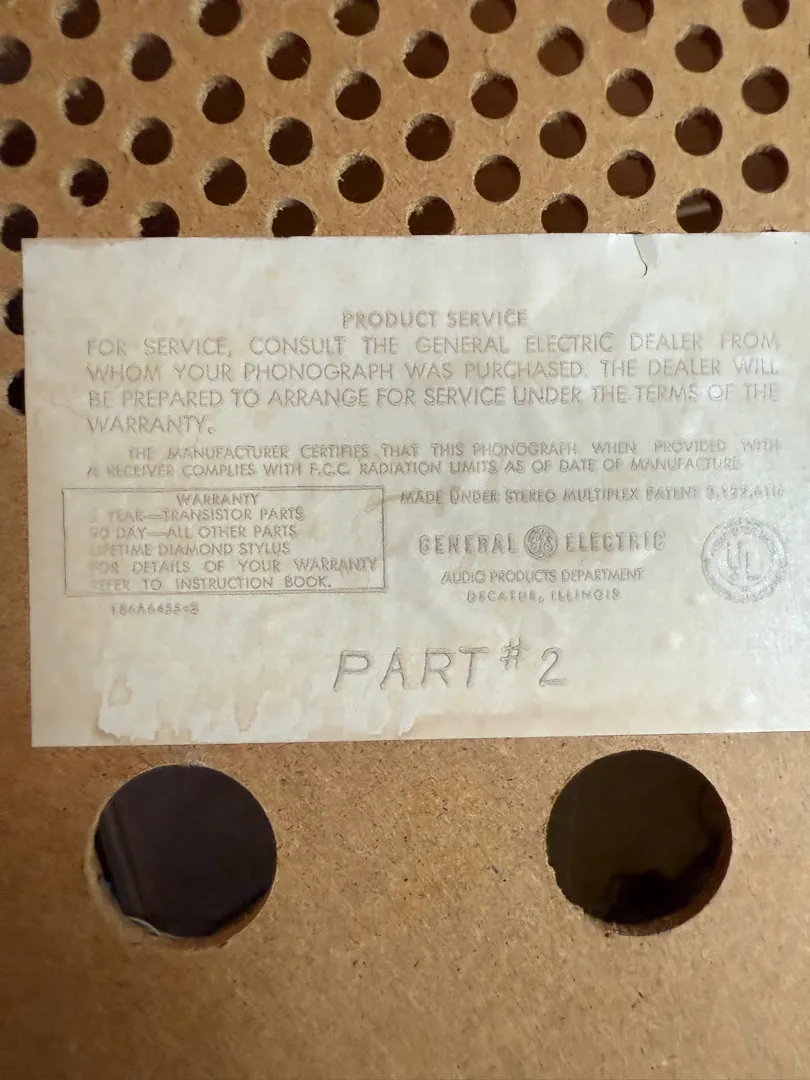 PRODUCT SERVICE
FOR SERVICE, CONSULT THE GENERAL ELECTRIC DEALER FROM
WHOM YOUR PHONOGRAPH WAS PURCHASED. THE DEALER WILL
BE PREPARED TO ARRANGE FOR SERVICE UNDER THE TERMS OF THE
WARRANTY.
THE MANUFACTURER CERTIFIES THAT THIS PHONOGRAPH WHEN PROVIDED WITH
A RECEIVER COMPLIES WITH F.C.C. RADIATION LIMITS AS OF DATE OF MANUFACTURE
WARRANTY
YEAR—TRANSISTOR PARTS
90 DAY—ALL OTHER PARTS
LIFETIME DIAMOND STYLUS
FOR DETAILS OF YOUR WARRANTY
REFER TO INSTRUCTION BOOK.
MADE UNDER STEREO MULTIPLEX PATENT
GENERAL GE ELECTRIC
AUDIO PRODUCTS DEPARTMENT
DECATUR, ILLINOIS
UL
PART #2